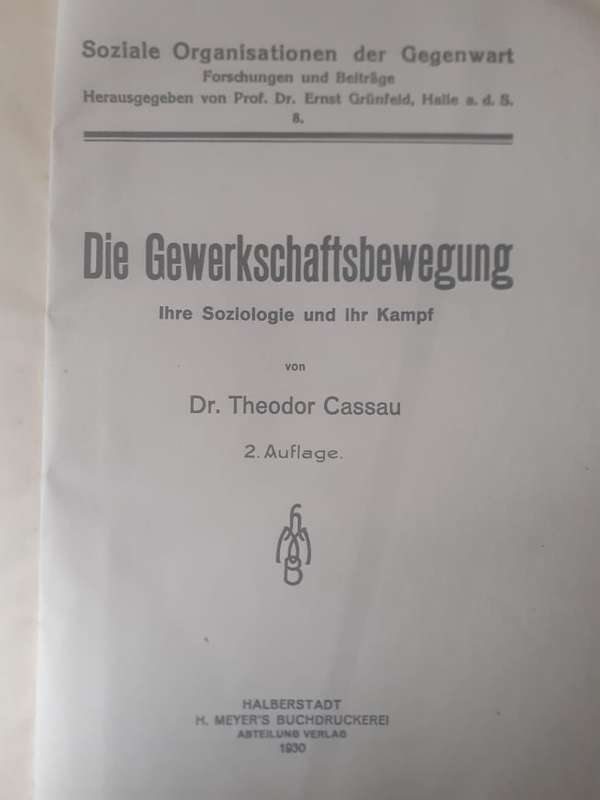 Soziale Organisationen der Gegenwart
Forschungen und Beiträge
Herausgegeben von Prof. Dr. Ernst Grünfeld, Halle a. d. S.
8.
Die Gewerkschaftsbewegung
Ihre Soziologie und ihr Kampf
von
Dr. Theodor Cassau
2. Auflage.
HALBERSTADT
H. MEYER'S BUCHDRUCKEREI
ABTEILUNG VERLAG
1930